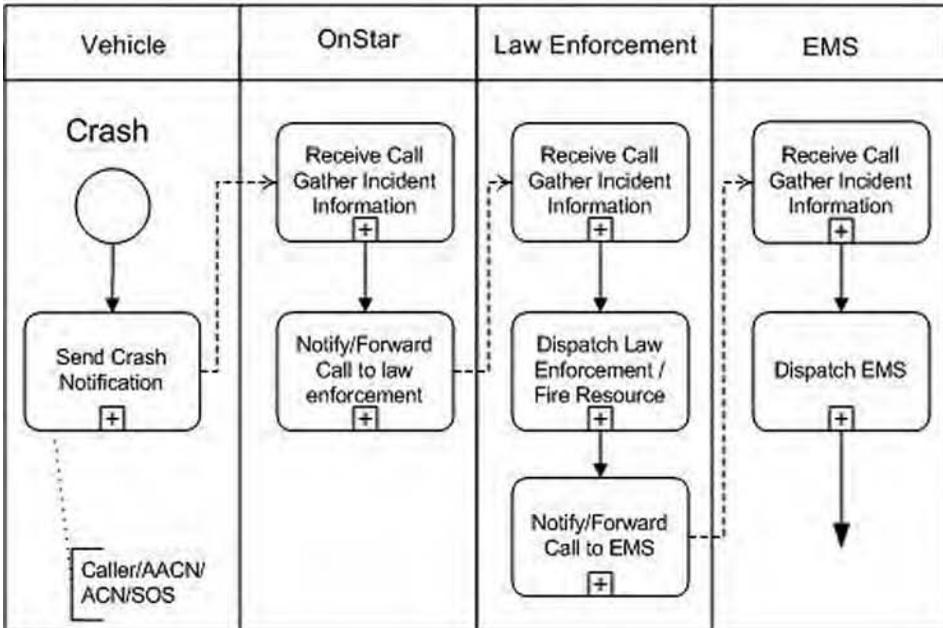 Vehicle
OnStar
Law Enforcement
EMS
Crash
Send Crash
Notification
+
Caller/AACN/
ACN/SOS
Receive Call
Gather Incident
Information
+
Notify/Forward
Call to law
enforcement
+
Receive Call
Gather Incident
Information
+
Dispatch Law
Enforcement /
Fire Resource
+
Notify/Forward
Call to EMS
+
Receive Call
Gather Incident
Information
+
Dispatch EMS
+